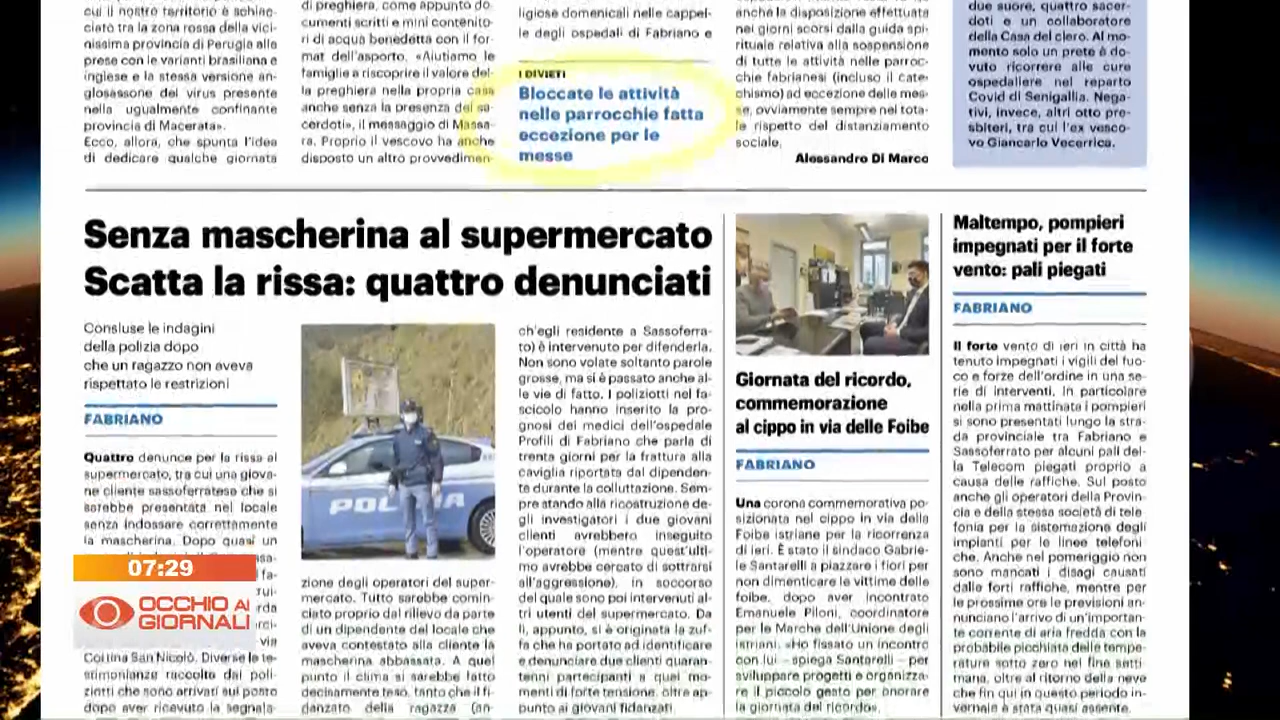 cui il nostro territorio è schiac-
ciato tra la zona rossa della vici-
nissima provincia di Perugia alle
prese con le varianti brasiliana e
inglese e la stessa versione an-
glosassone del virus presente
nella ugualmente confinante
provincia di Macerata».
Ecco, allora, che spunta l'idea
di dedicare qualche giornata
di preghiera, come appunto do-
cumenti scritti e mini contenito-
ri di acqua benedetta con il for-
mat dell'asporto. «Aiutiamo le
famiglie a riscoprire il valore del-
la preghiera nella propria casa
anche senza la presenza dei sa-
cerdoti», il messaggio di Massa-
ra. Proprio il vescovo ha anche
disposto un altro provvedimen-
ligiose domenicali nelle cappel-
le degli ospedali di Fabriano e
I DIVIETI
Bloccate le attività
nelle parrocchie fatta
eccezione per le
messe
anche la disposizione effettuata
nei giorni scorsi dalla guida spi-
rituale relativa alla sospensione
di tutte le attività nelle parroc-
chie fabrianesi (incluso il cate-
chismo) ad eccezione delle mes-
se, ovviamente sempre nel tota-
le rispetto del distanziamento
sociale.
Alessandro Di Marco
due suore, quattro sacer-
doti e un collaboratore
della Casa del clero. Al mo-
mento solo un prete è do-
vuto ricorrere alle cure
ospedaliere nel reparto
Covid di Senigallia. Nega-
tivi, invece, altri otto pre-
sbiteri, tra cui l'ex vesco-
vo Giancarlo Vecerrica.
Senza mascherina al supermercato
Scatta la rissa: quattro denunciati
Consluse le indagini
della polizia dopo
che un ragazzo non aveva
rispettato le restrizioni
FABRIANO
Quattro denunce per la rissa al
supermercato, tra cui una giova-
ne cliente sassoferratese che si
sarebbe presentata nel locale
senza indossare correttamente
la mascherina. Dopo quasi un
via
Cortina San Nicolò. Diverse le te-
stimonianze raccolte dai poli-
ziotti che sono arrivati sul posto
dopo aver ricevuto la segnala-
POLIZIA
zione degli operatori del super-
mercato. Tutto sarebbe comin-
ciato proprio dal rilievo da parte
di un dipendente del locale che
aveva contestato alla cliente la
mascherina abbassata. A quel
punto il clima si sarebbe fatto
decisamente teso, tanto che il fi-
danzato della ragazza (an-
ch'egli residente a Sassoferra-
to) è intervenuto per difenderla.
Non sono volate soltanto parole
grosse, ma si è passato anche al-
le vie di fatto. I poliziotti nel fa-
scicolo hanno inserito la pro-
gnosi dei medici dell'ospedale
Profili di Fabriano che parla di
trenta giorni per la frattura alla
caviglia riportata dal dipenden-
te durante la colluttazione. Sem-
pre stando alla ricostruzione de-
gli investigatori i due giovani
clienti avrebbero inseguito
l'operatore (mentre quest'ulti-
mo avrebbe cercato di sottrarsi
all'aggressione), in soccorso
del quale sono poi intervenuti al-
tri utenti del supermercato. Da
lì, appunto, si è originata la zuf-
fa che ha portato ad identificare
e denunciare due clienti quaran-
tenni partecipanti a quei mo-
menti di forte tensione, oltre ap-
punto ai giovani fidanzati.
Giornata del ricordo,
commemorazione
al cippo in via delle Foibe
FABRIANO
Una corona commemorativa po-
sizionata nel cippo in via delle
Foibe istriane per la ricorrenza
di ieri. È stato il sindaco Gabrie-
le Santarelli a piazzare i fiori per
non dimenticare le vittime delle
foibe, dopo aver incontrato
Emanuele Piloni, coordinatore
per le Marche dell'Unione degli
istriani. «Ho fissato un incontro
con lui - spiega Santarelli - per
sviluppare progetti e organizza-
re il piccolo gesto per onorare
la giornata del ricordo».
Maltempo, pompieri
impegnati per il forte
vento: pali piegati
FABRIANO
Il forte vento di ieri in città ha
tenuto impegnati i vigili del fuo-
co e forze dell'ordine in una se-
rie di interventi. In particolare
nella prima mattinata i pompieri
si sono presentati lungo la stra-
da provinciale tra Fabriano e
Sassoferrato per alcuni pali del-
la Telecom piegati proprio a
causa delle raffiche. Sul posto
anche gli operatori della Provin-
cia e della stessa società di tele-
fonia per la sistemazione degli
impianti per le linee telefoni-
che. Anche nel pomeriggio non
sono mancati i disagi causati
dalle forti raffiche, mentre per
le prossime ore le previsioni an-
nunciano l'arrivo di un'importan-
te corrente di aria fredda con la
probabile picchiata delle tempe-
rature sotto zero nel fine setti-
mana, oltre al ritorno della neve
che fin qui in questo periodo in-
vernale è stata quasi assente.
07:29
OCCHIO AI
GIORNALI